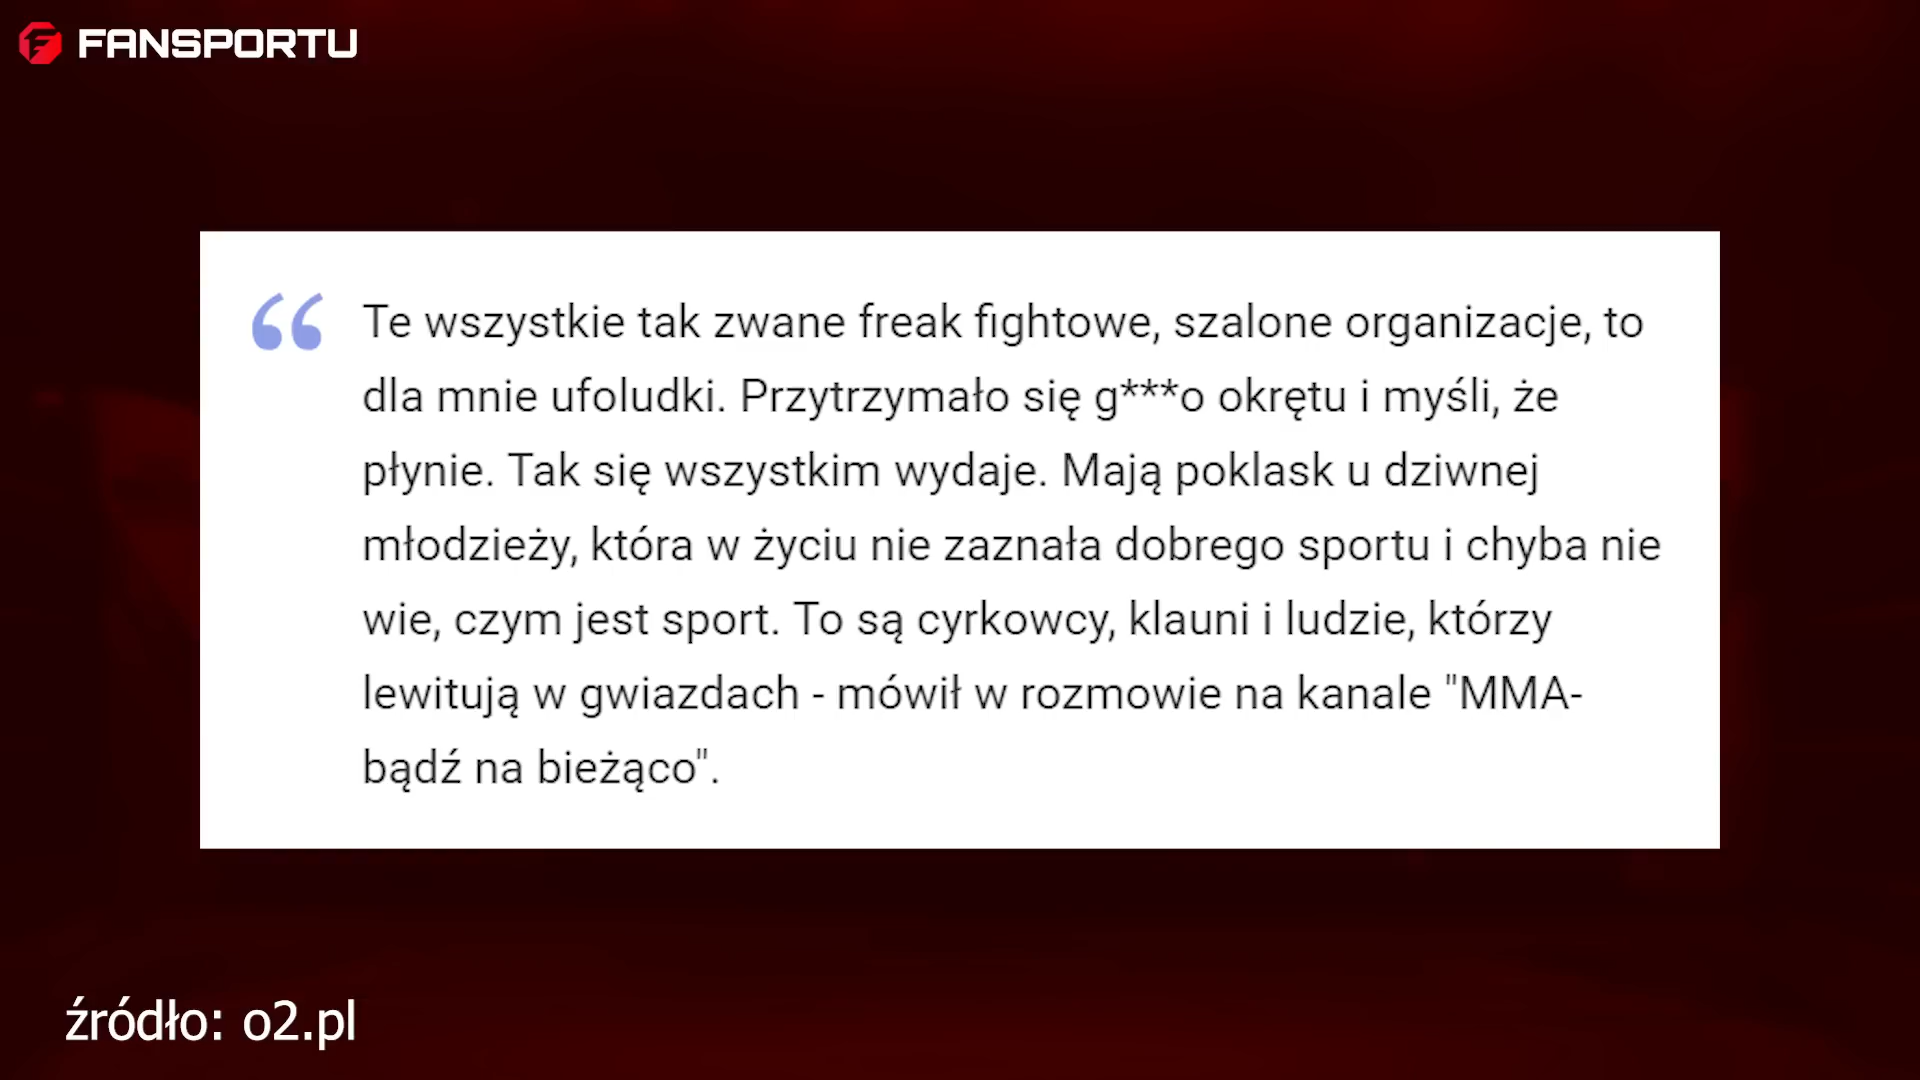 FANSPORTU
“ Te wszystkie tak zwane freak fightowe, szalone organizacje, to
dla mnie ufoludki. Przytrzymało się g***o okrętu i myśli, że
płynie. Tak się wszystkim wydaje. Mają poklask u dziwnej
młodzieży, która w życiu nie zaznała dobrego sportu i chyba nie
wie, czym jest sport. To są cyrkowcy, klauni i ludzie, którzy
lewitują w gwiazdach - mówił w rozmowie na kanale "MMA-
bądź na bieżąco".
źródło: o2.pl